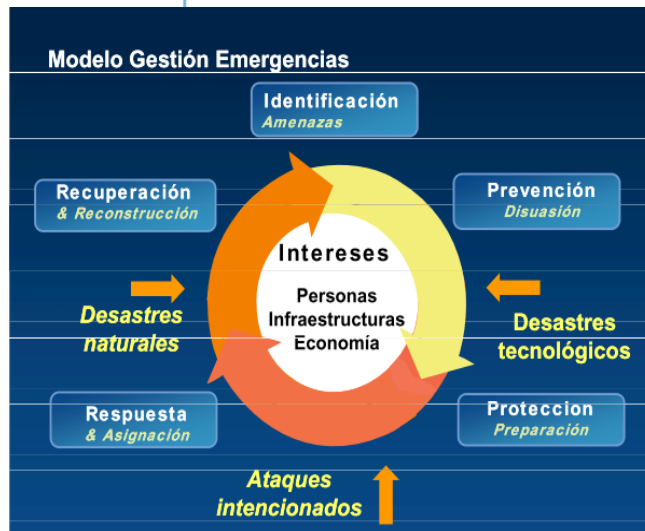 Modelo Gestión Emergencias
Identificación
Amenazas
Recuperación
& Reconstrucción
Prevención
Disuasión
Intereses
Personas
Infraestructuras
Economía
Desastres
naturales
Desastres
tecnológicos
Respuesta
& Asignación
Proteccion
Preparación
Ataques
intencionados